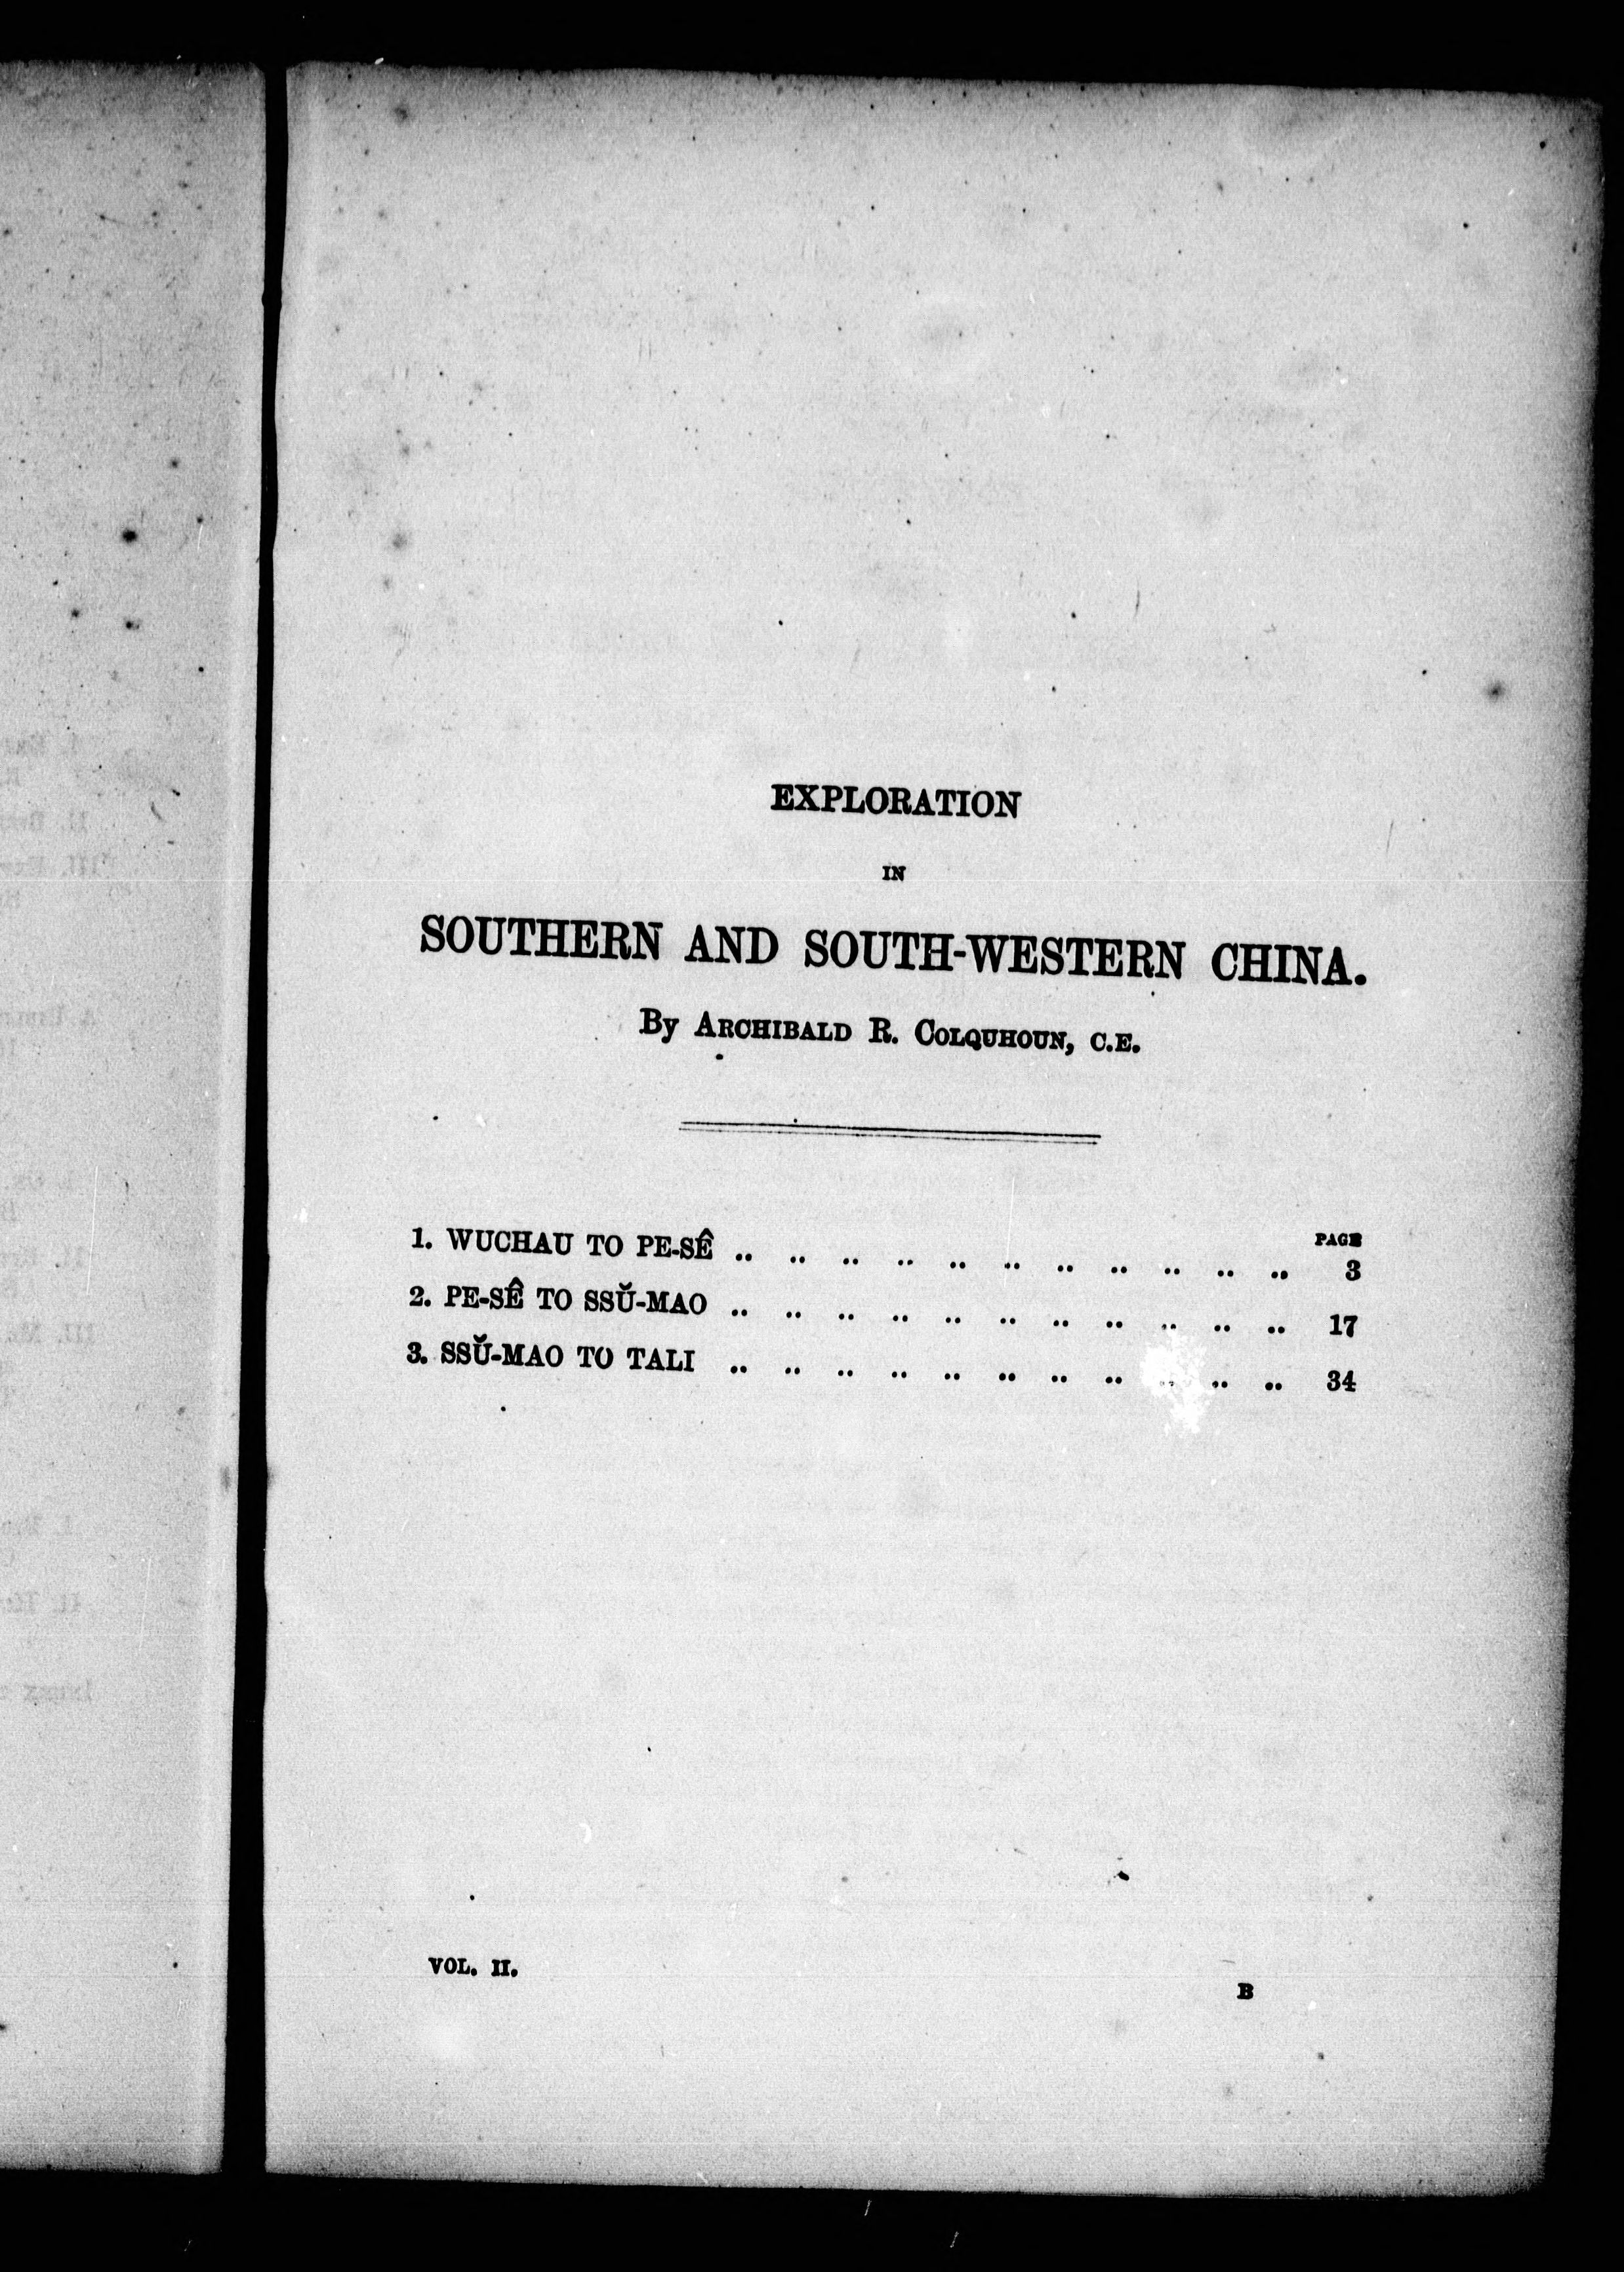 EXPLORATION
IN
SOUTHERN AND SOUTH-WESTERN CHINA.
By ARCHIBALD R. COLQUHOUN, C.E.
PAGE
1. WUCHAU TO PE-SÊ .. .. .. .. .. .. .. .. .. .. .. 3
2. PE-SÊ TO SSŬ-MAO .. .. .. .. .. .. .. .. .. .. .. 17
3. SSŬ-MAO TO TALI .. .. .. .. .. .. .. .. .. .. .. 34
VOL. II.
B